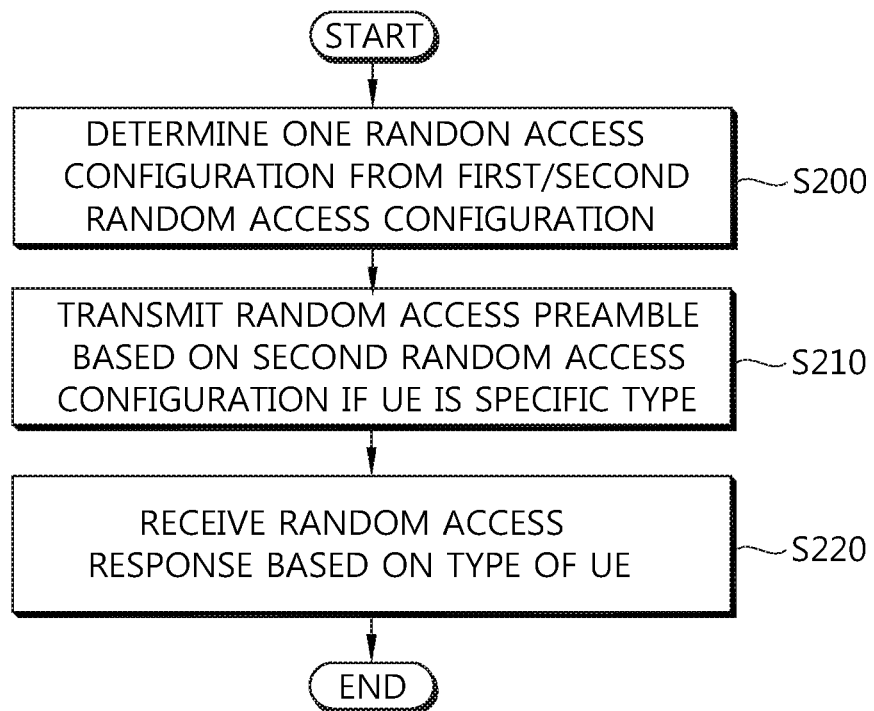 START
DETERMINE ONE RANDON ACCESS
CONFIGURATION FROM FIRST/SECOND
RANDOM ACCESS CONFIGURATION
S200
TRANSMIT RANDOM ACCESS PREAMBLE
BASED ON SECOND RANDOM ACCESS
CONFIGURATION IF UE IS SPECIFIC TYPE
S210
RECEIVE RANDOM ACCESS
RESPONSE BASED ON TYPE OF UE
S220
END